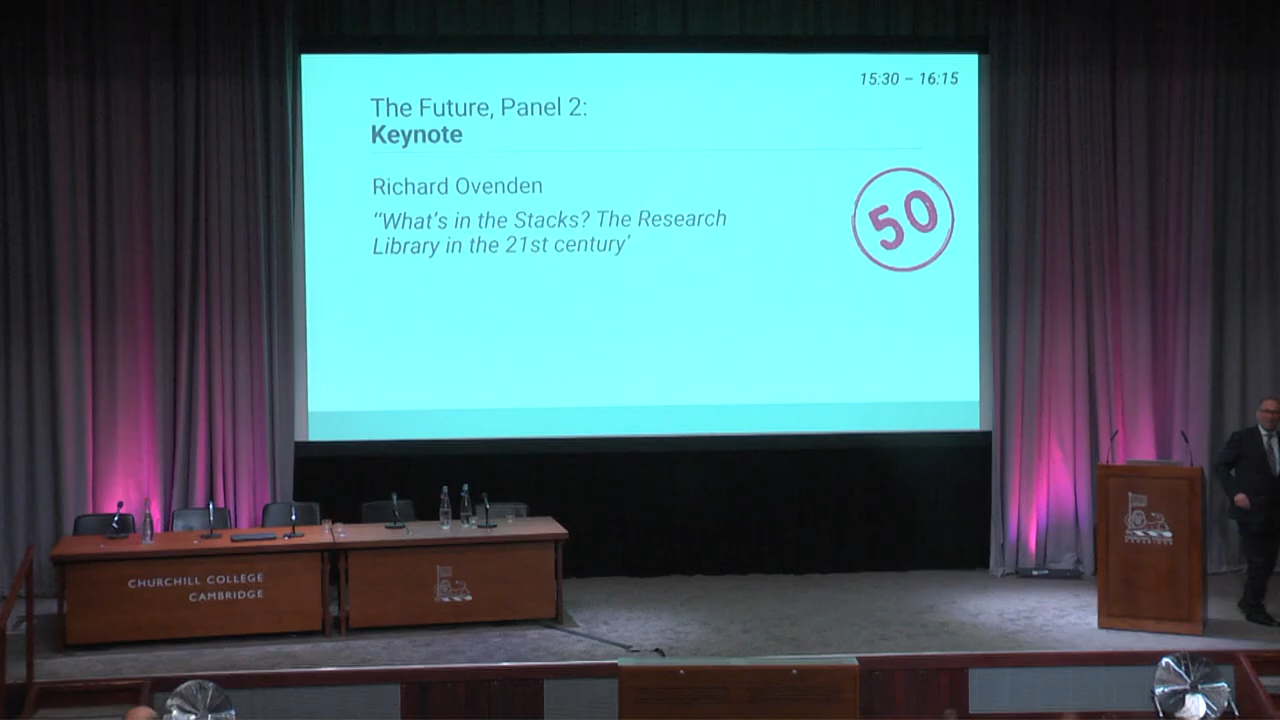 15:30 – 16:15
The Future, Panel 2:
Keynote
Richard Ovenden
“What’s in the Stacks? The Research
Library in the 21st century’
50
CHURCHILL COLLEGE
CAMBRIDGE